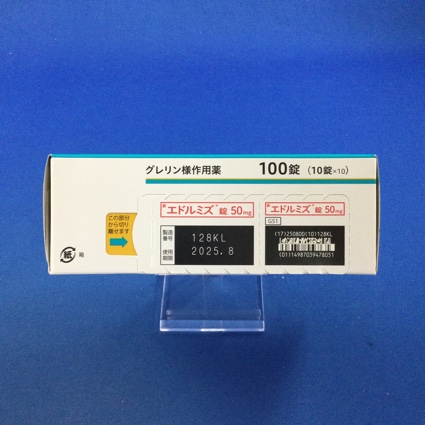 グレリン様作用薬 100錠 (10錠×10)
この部分
から切り
離せます
エドルミズ® 錠 50mg
製造
番号 128KL
使用
期限 2025.8
エドルミズ® 錠 50mg
GS1
(17)250800(10)128KL
(01)14987039478051
紙 用